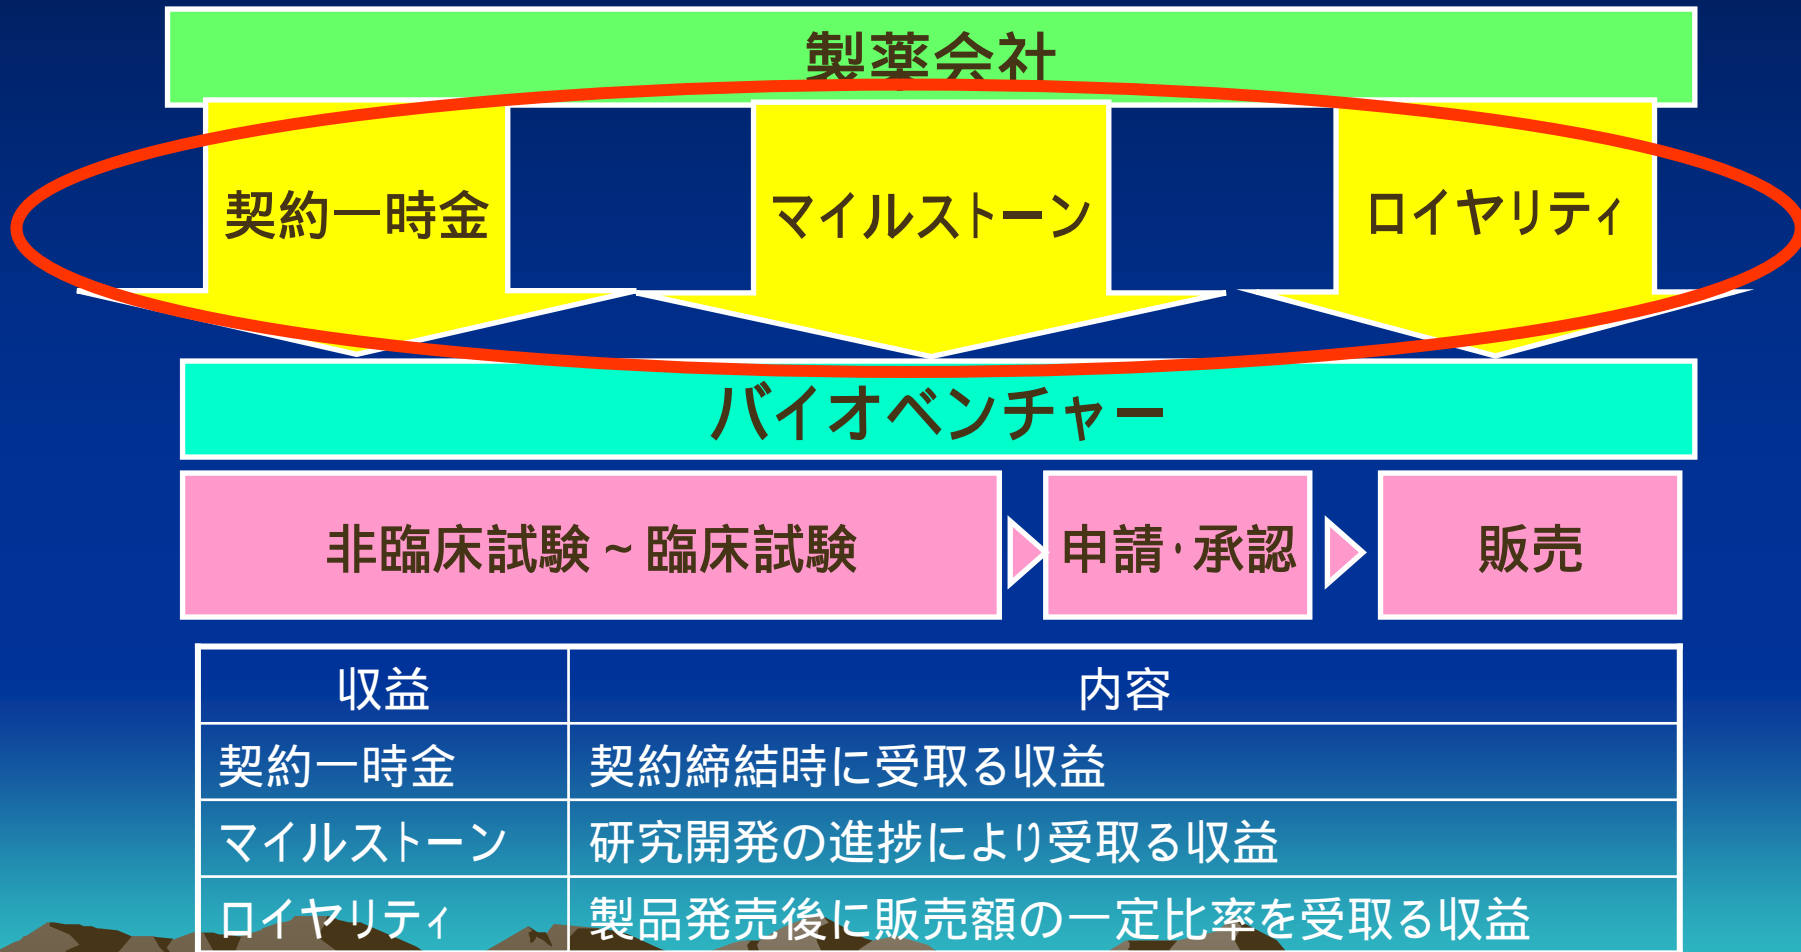 製薬会社
契約一時金
マイルストーン
ロイヤリティ
バイオベンチャー
非臨床試験~臨床試験
申請・承認
販売
収益 内容
契約一時金 契約締結時に受取る収益
マイルストーン 研究開発の進捗により受取る収益
ロイヤリティ 製品発売後に販売額の一定比率を受取る収益